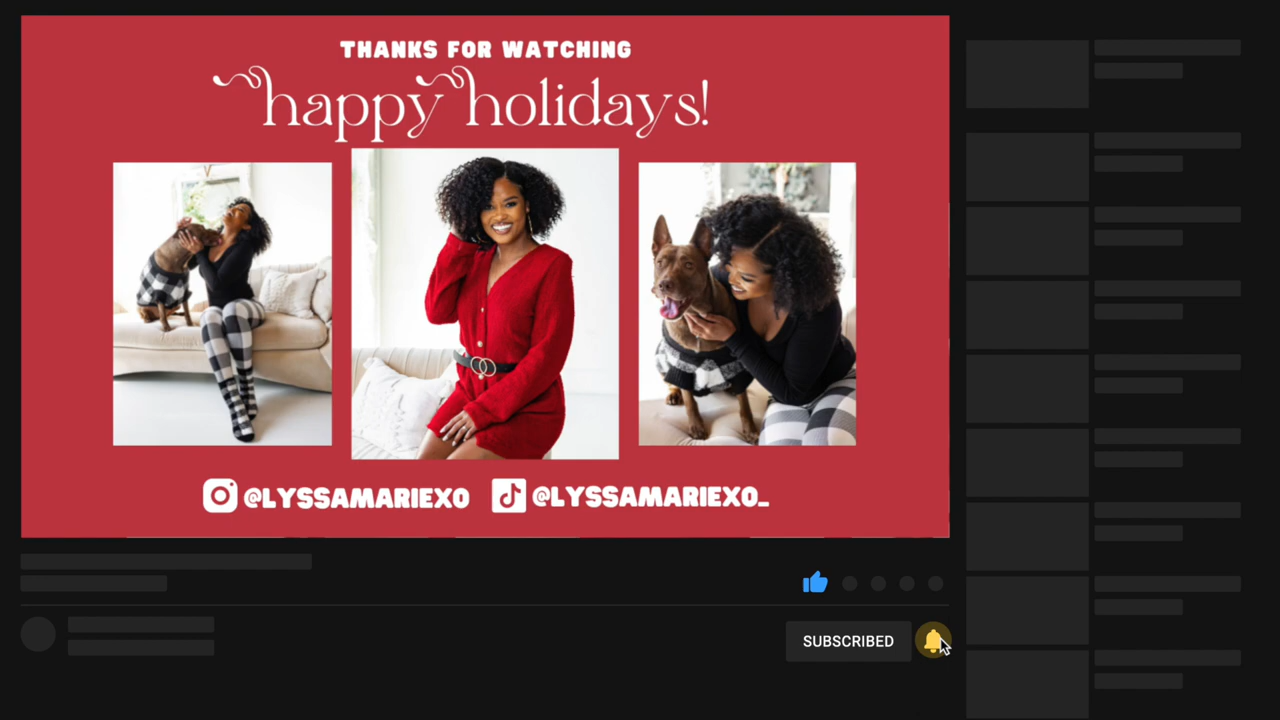 THANKS FOR WATCHING
happy holidays!
@LYSSAMARIEXO @LYSSAMARIEXO_
SUBSCRIBED